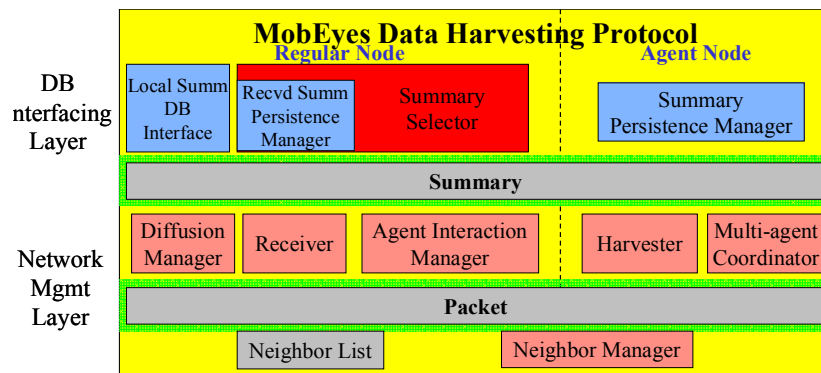 MobEyes Data Harvesting Protocol
Regular Node
Agent Node
DB
nterfacing
Layer
Local Summ
DB
Interface
Recvd Summ
Persistence
Manager
Summary
Selector
Summary
Persistence Manager
Summary
Network
Mgmt
Layer
Diffusion
Manager
Receiver
Agent Interaction
Manager
Harvester
Multi-agent
Coordinator
Packet
Neighbor List
Neighbor Manager